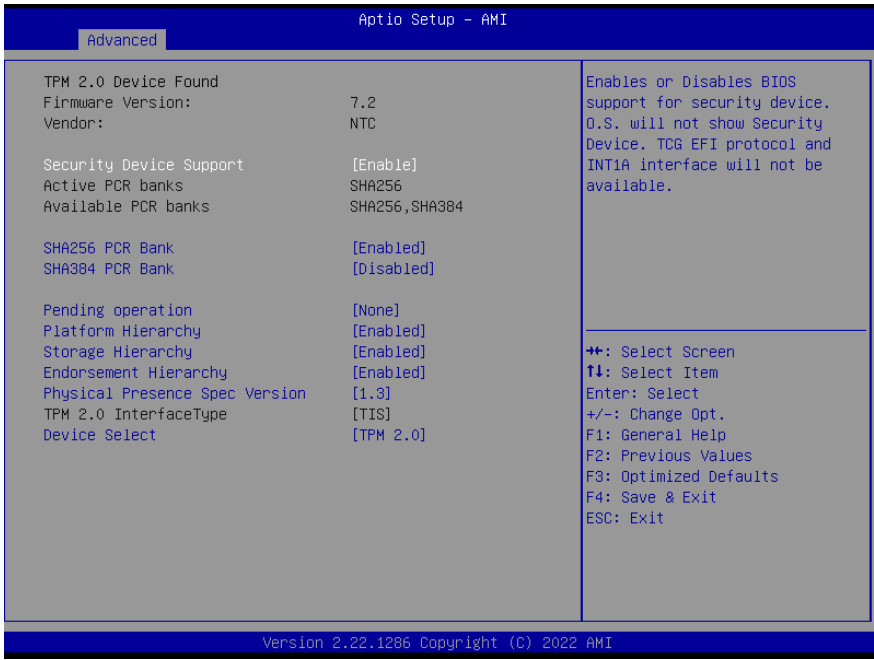 Aptio Setup - AMI
Advanced
TPM 2.0 Device Found
Firmware Version: 7.2
Vendor: NTC
Security Device Support [Enable]
Active PCR banks SHA256
Available PCR banks SHA256,SHA384
SHA256 PCR Bank [Enabled]
SHA384 PCR Bank [Disabled]
Pending operation [None]
Platform Hierarchy [Enabled]
Storage Hierarchy [Enabled]
Endorsement Hierarchy [Enabled]
Physical Presence Spec Version [1.3]
TPM 2.0 InterfaceType [TIS]
Device Select [TPM 2.0]
Enables or Disables BIOS
support for security device.
O.S. will not show Security
Device. TCG EFI protocol and
INT1A interface will not be
available.
→←: Select Screen
↑↓: Select Item
Enter: Select
+/-: Change Opt.
F1: General Help
F2: Previous Values
F3: Optimized Defaults
F4: Save & Exit
ESC: Exit
Version 2.22.1286 Copyright (C) 2022 AMI